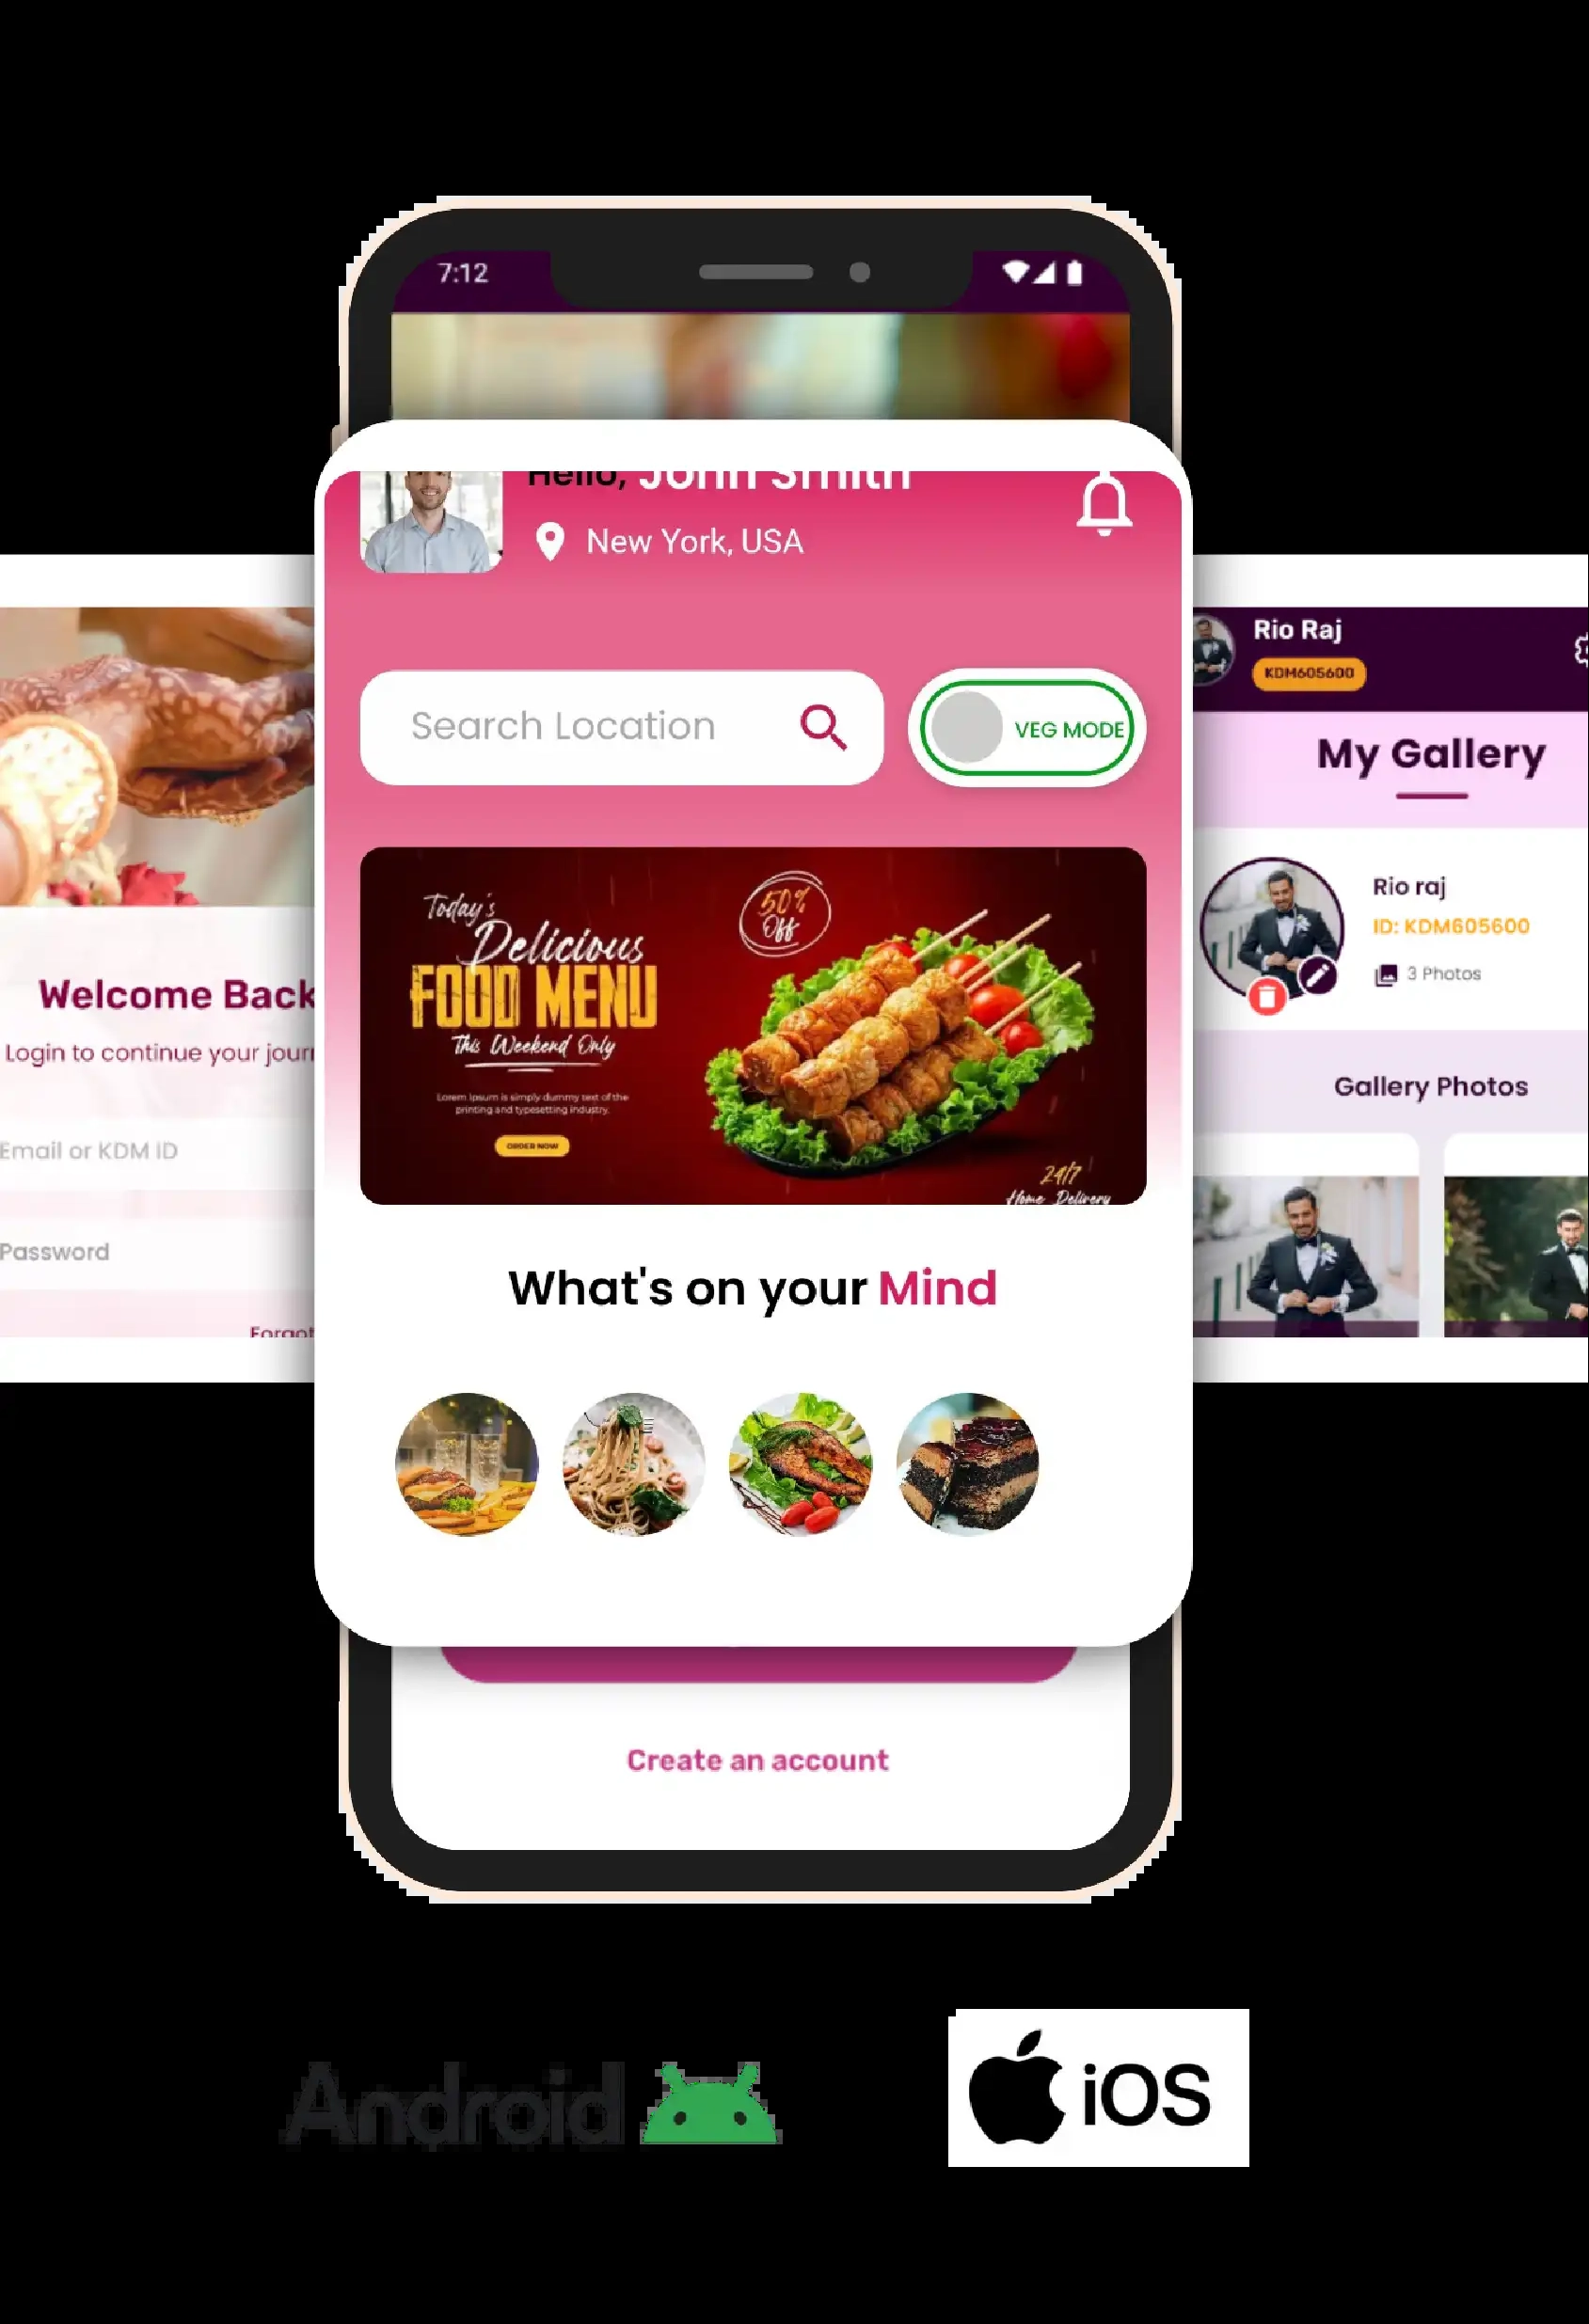 7:12
Hello, John Smith
New York, USA
Search Location
VEG MODE
Today's
Delicious
FOOD MENU
This Weekend Only
Lorem Ipsum is simply dummy text of the
printing and typesetting industry.
ORDER NOW
50%
Off
24/7
Home Delivery
What's on your Mind
Create an account
Welcome Back
Login to continue your jour
Email or KDM ID
Password
Forgot
Rio Raj
KDM605600
My Gallery
Rio raj
ID: KDM605600
3 Photos
Gallery Photos
Android
iOS